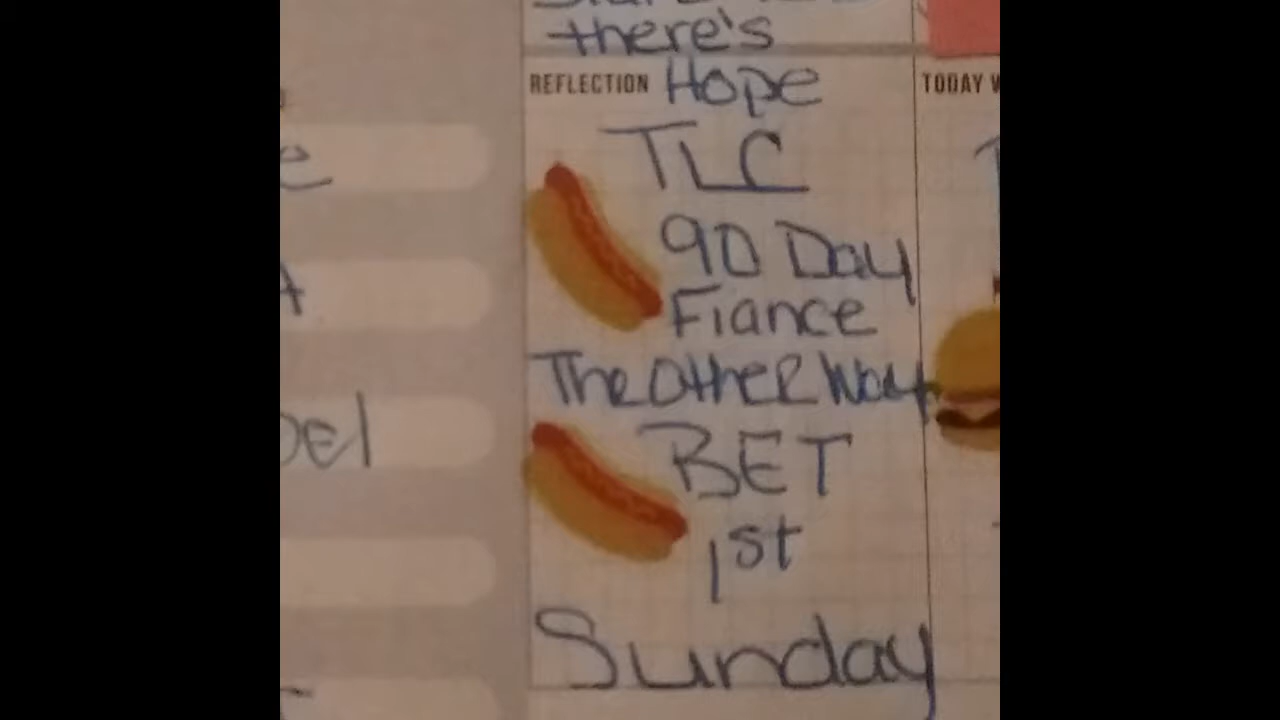 there's
REFLECTION Hope
TODAY
TLC
90 Day
Fiance
The Other Way
BET
1st
Sunday